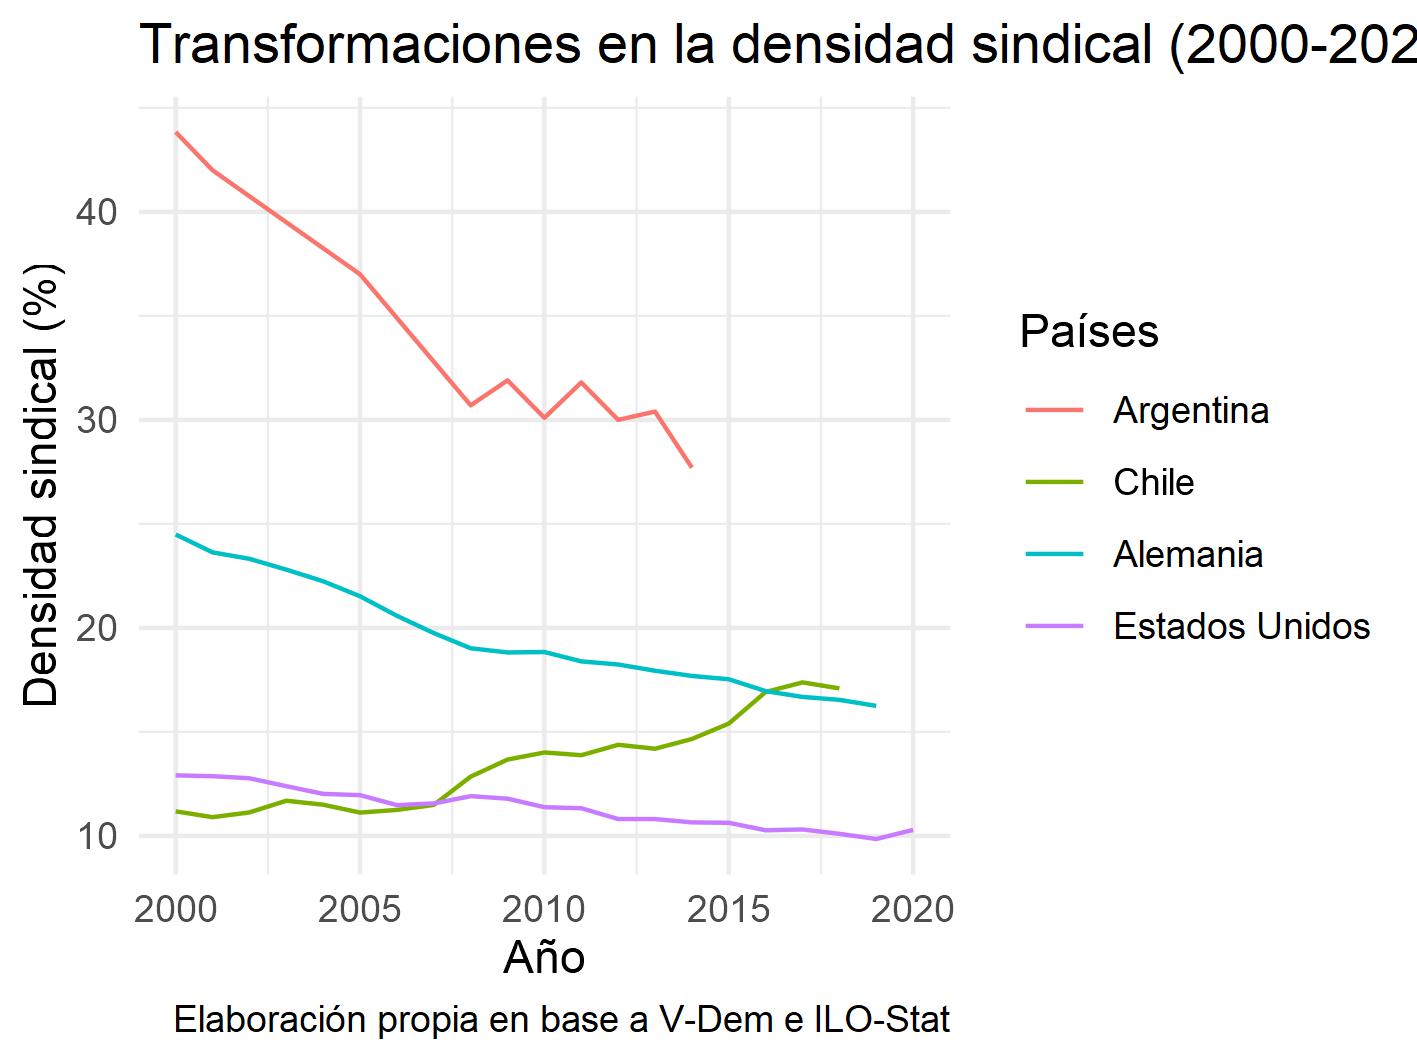 Transformaciones en la densidad sindical (2000-202
Densidad sindical (%)
40
30
20
10
2000 2005 2010 2015 2020
Año
Países
Argentina
Chile
Alemania
Estados Unidos
Elaboración propia en base a V-Dem e ILO-Stat